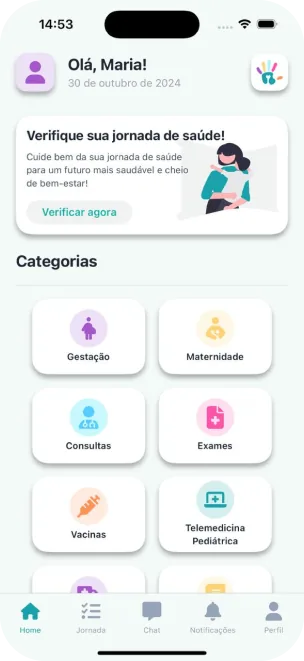 14:53
Olá, Maria!
30 de outubro de 2024
Verifique sua jornada de saúde!
Cuide bem da sua jornada de saúde
para um futuro mais saudável e cheio
de bem-estar!
Verificar agora
Categorias
Gestação
Maternidade
Consultas
Exames
Vacinas
Telemedicina
Pediátrica
Home
Jornada
Chat
Notificações
Perfil